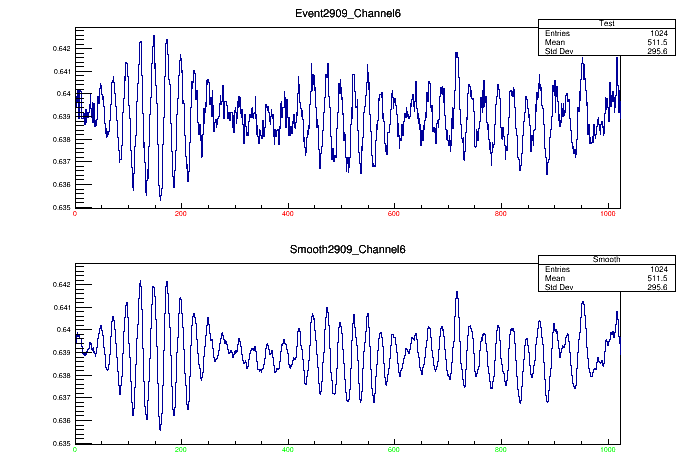 Event2909_Channel6
Test
Entries 1024
Mean 511.5
Std Dev 295.6
0.642
0.641
0.64
0.639
0.638
0.637
0.636
0.635
0 200 400 600 800 1000
Smooth2909_Channel6
Smooth
Entries 1024
Mean 511.5
Std Dev 295.6
0.642
0.641
0.64
0.639
0.638
0.637
0.636
0.635
0 200 400 600 800 1000